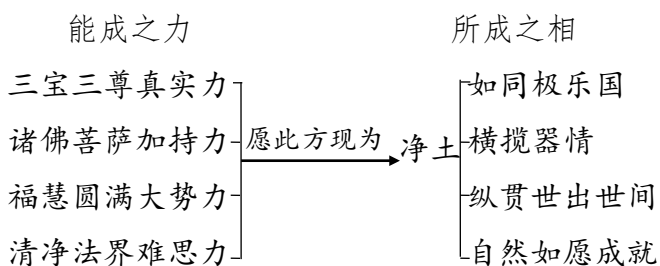 能成之力 所成之相
三宝三尊真实力 如同极乐国
诸佛菩萨加持力 愿此方现为 净土 横揽器情
福慧圆满大势力 纵贯世出世间
清净法界难思力 自然如愿成就